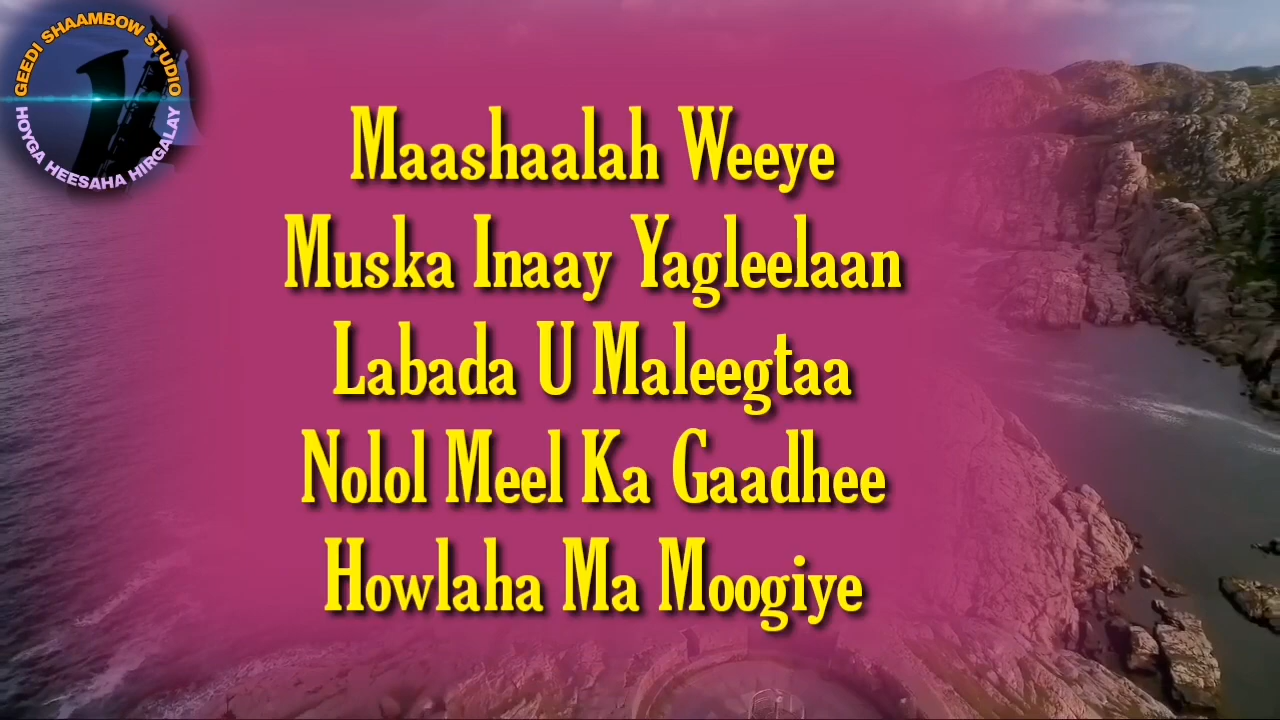 GEEDI SHAAMBOW STUDIO
HOYGA HEESAHA HIRGALAY
Maashaalah Weeye
Muska Inaay Yagleelaan
Labada U Maleegtaa
Nolol Meel Ka Gaadhee
Howlaha Ma Moogiye